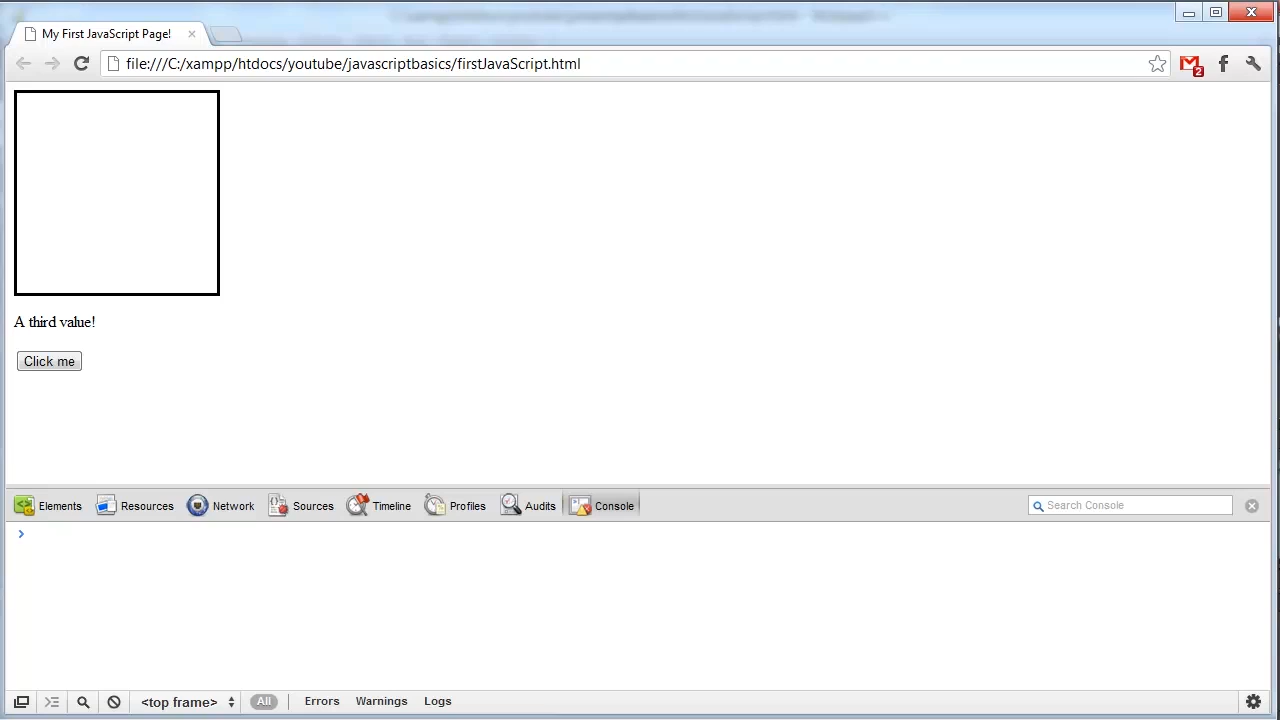 My First JavaScript Page!
file:///C:/xampp/htdocs/youtube/javascriptbasics/firstJavaScript.html
2
A third value!
Click me
Elements Resources Network Sources Timeline Profiles Audits Console Search Console
<top frame> All Errors Warnings Logs